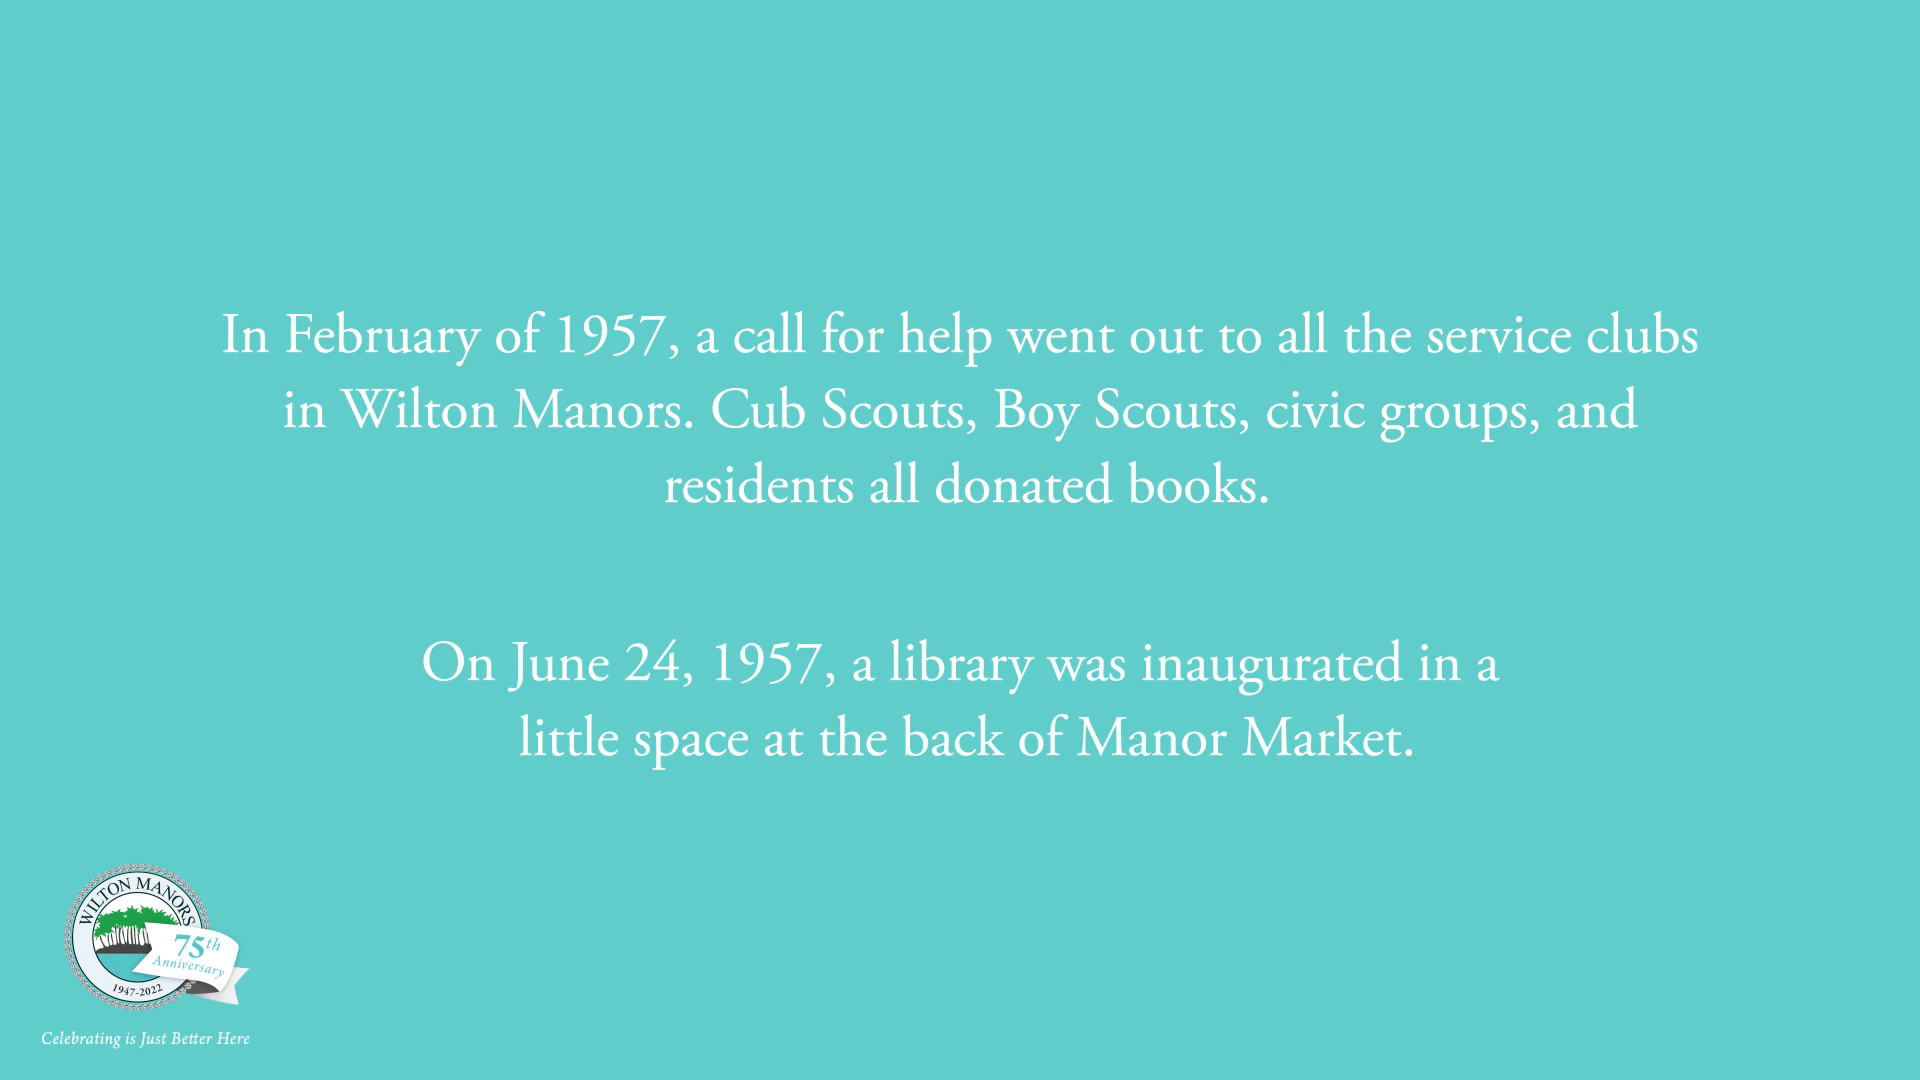 In February of 1957, a call for help went out to all the service clubs
in Wilton Manors. Cub Scouts, Boy Scouts, civic groups, and
residents all donated books.
On June 24, 1957, a library was inaugurated in a
little space at the back of Manor Market.
WILTON MANORS
75th
Anniversary
1947-2022
Celebrating is Just Better Here